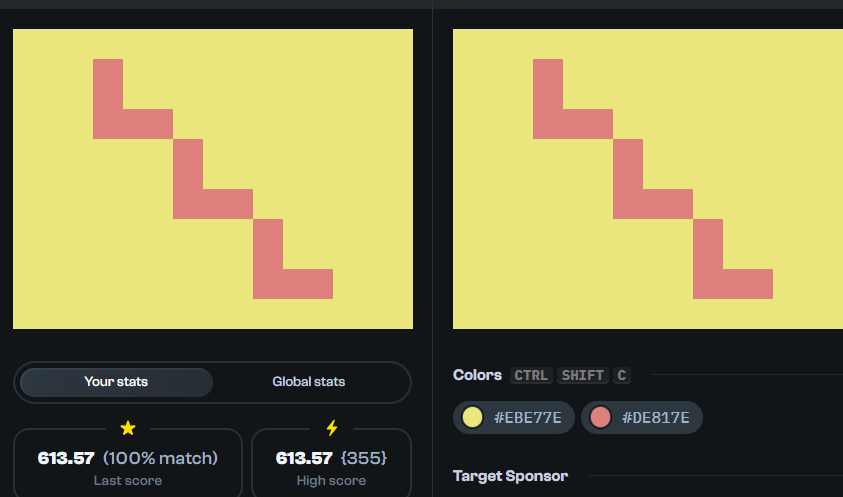 Your stats
Global stats
613.57 (100% match)
Last score
613.57 {355}
High score
Colors CTRL SHIFT C
#EBE77E
#DE817E
Target Sponsor